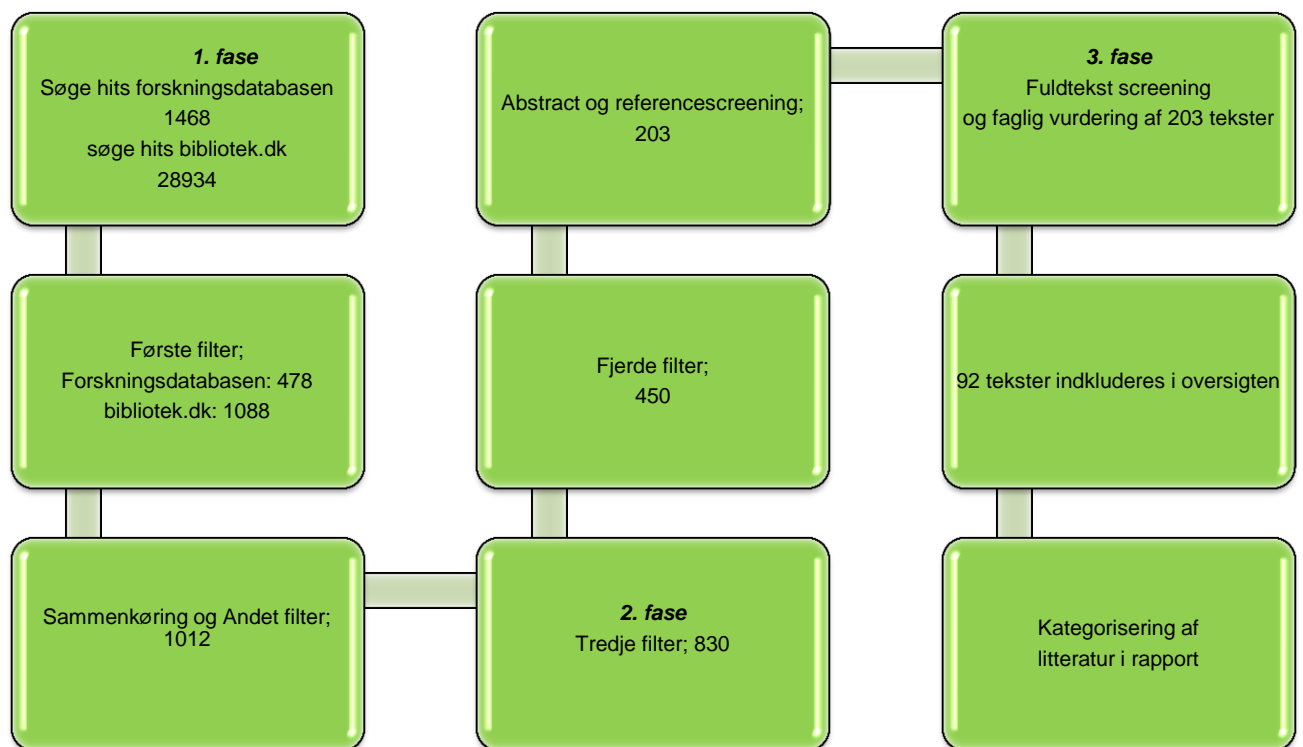 1. fase
Søge hits forskningsdatabasen
1468
søge hits bibliotek.dk
28934
Første filter;
Forskningsdatabasen: 478
bibliotek.dk: 1088
Sammenkøring og Andet filter;
1012
2. fase
Tredje filter; 830
Fjerde filter;
450
Abstract og referencescreening;
203
3. fase
Fuldtekst screening
og faglig vurdering af 203 tekster
92 tekster indkluderes i oversigten
Kategorisering af
litteratur i rapport